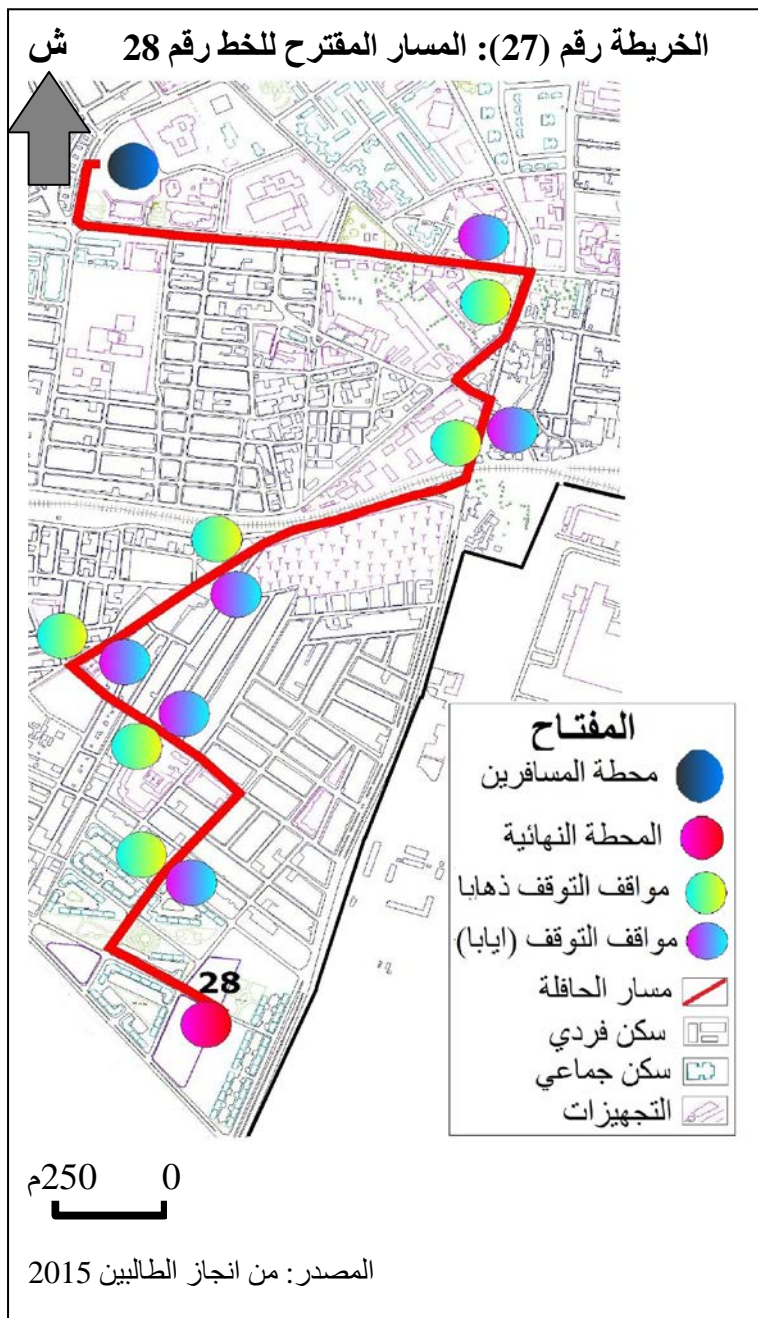 الخريطة رقم (27): المسار المقترح للخط رقم 28
ش
28
المفتـاح
محطة المسافرين
المحطة النهائية
مواقف التوقف ذهابا
مواقف التوقف (ايابا)
مسار الحافلة
سكن فردي
سكن جماعي
التجهيزات
0 250م
المصدر: من انجاز الطالبين 2015